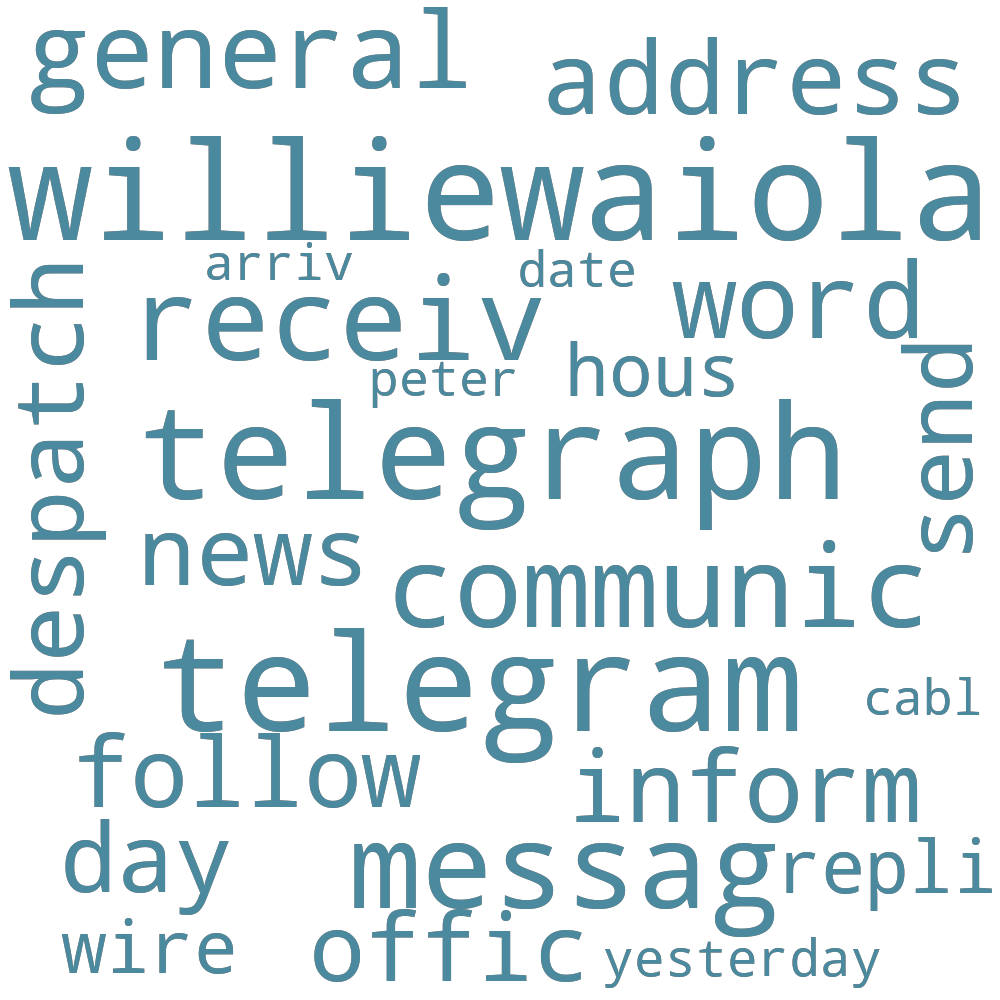 general
address
williewaiola
arriv
date
despatch
receiv
word
send
peter
hous
telegraph
news
communic
telegram
cabl
follow
inform
day
messag
repli
wire
offic
yesterday